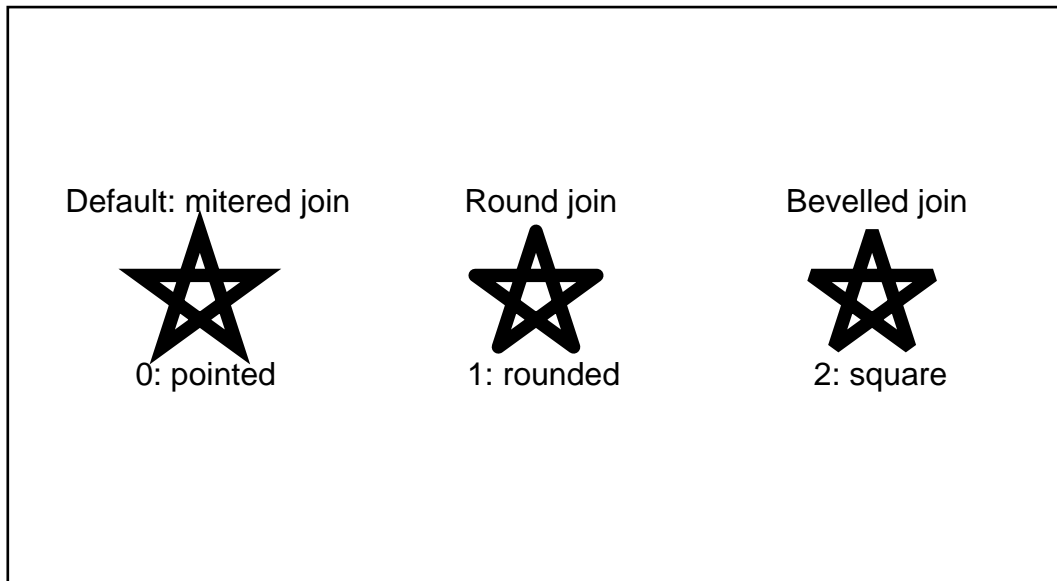 Default: mitered join
Round join
Bevelled join
0: pointed
1: rounded
2: square